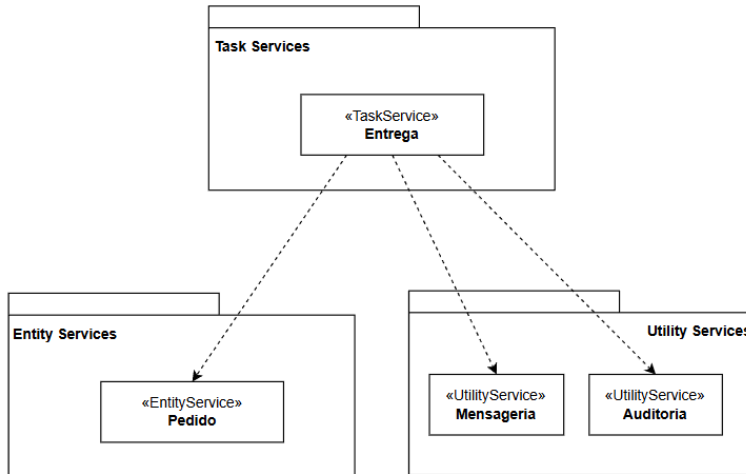 Task Services
«TaskService»
Entrega
Entity Services
«EntityService»
Pedido
Utility Services
«UtilityService»
Mensageria
«UtilityService»
Auditoria